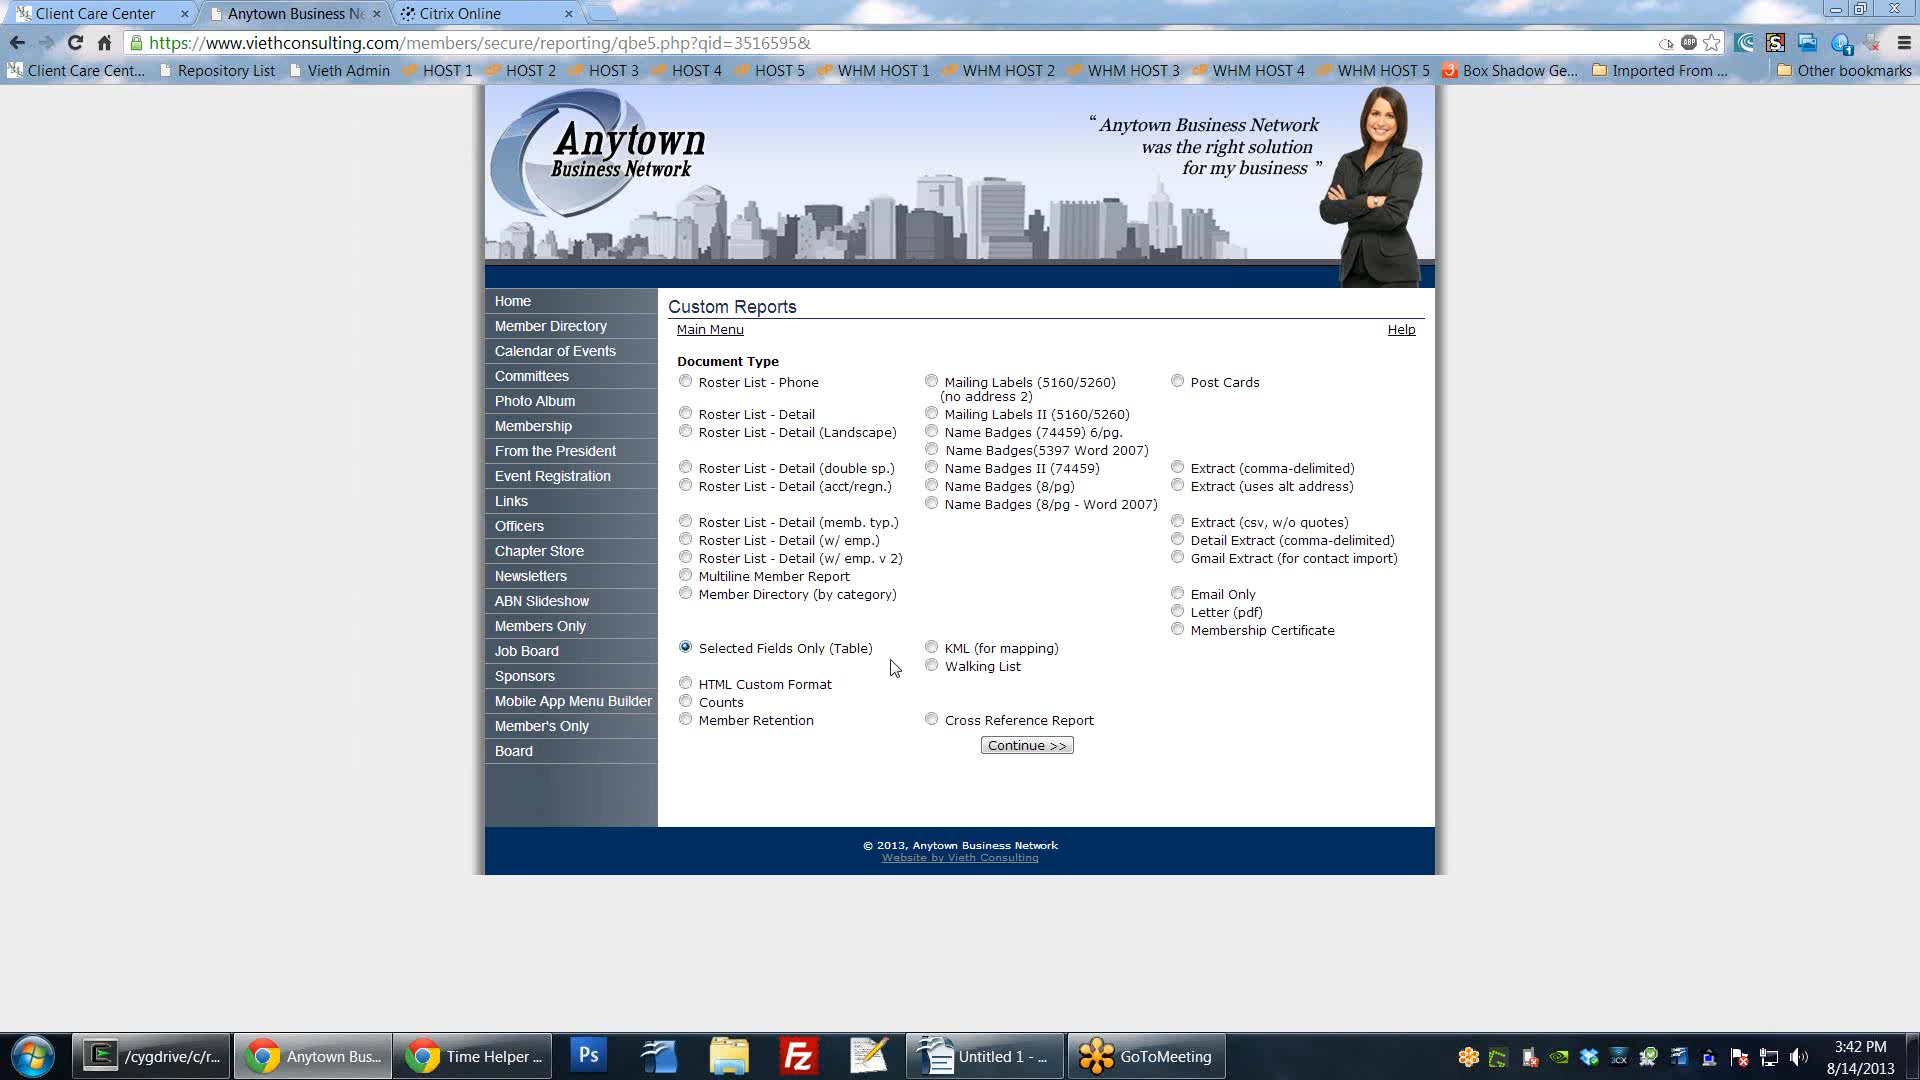 Client Care Center
Anytown Business Ne
Citrix Online
https://www.viethconsulting.com/members/secure/reporting/qbe5.php?qid=3516595&
ABP
Client Care Cent...
Repository List
Vieth Admin
HOST 1
HOST 2
HOST 3
HOST 4
HOST 5
WHM HOST 1
WHM HOST 2
WHM HOST 3
WHM HOST 4
WHM HOST 5
Box Shadow Ge...
Imported From ...
Other bookmarks
Anytown
Business Network
“ Anytown Business Network
was the right solution
for my business ”
Home
Member Directory
Calendar of Events
Committees
Photo Album
Membership
From the President
Event Registration
Links
Officers
Chapter Store
Newsletters
ABN Slideshow
Members Only
Job Board
Sponsors
Mobile App Menu Builder
Member's Only
Board
Custom Reports
Main Menu
Help
Document Type
Roster List - Phone
Mailing Labels (5160/5260)
(no address 2)
Post Cards
Roster List - Detail
Mailing Labels II (5160/5260)
Roster List - Detail (Landscape)
Name Badges (74459) 6/pg.
Name Badges(5397 Word 2007)
Roster List - Detail (double sp.)
Name Badges II (74459)
Extract (comma-delimited)
Roster List - Detail (acct/regn.)
Name Badges (8/pg)
Extract (uses alt address)
Name Badges (8/pg - Word 2007)
Roster List - Detail (memb. typ.)
Extract (csv, w/o quotes)
Roster List - Detail (w/ emp.)
Detail Extract (comma-delimited)
Roster List - Detail (w/ emp. v 2)
Gmail Extract (for contact import)
Multiline Member Report
Member Directory (by category)
Email Only
Letter (pdf)
Membership Certificate
Selected Fields Only (Table)
KML (for mapping)
Walking List
HTML Custom Format
Counts
Member Retention
Cross Reference Report
Continue >>
© 2013, Anytown Business Network
Website by Vieth Consulting
/cygdrive/c/r...
Anytown Bus...
Time Helper ...
Ps
Fz
Untitled 1 - ...
GoToMeeting
3CX
3:42 PM
8/14/2013